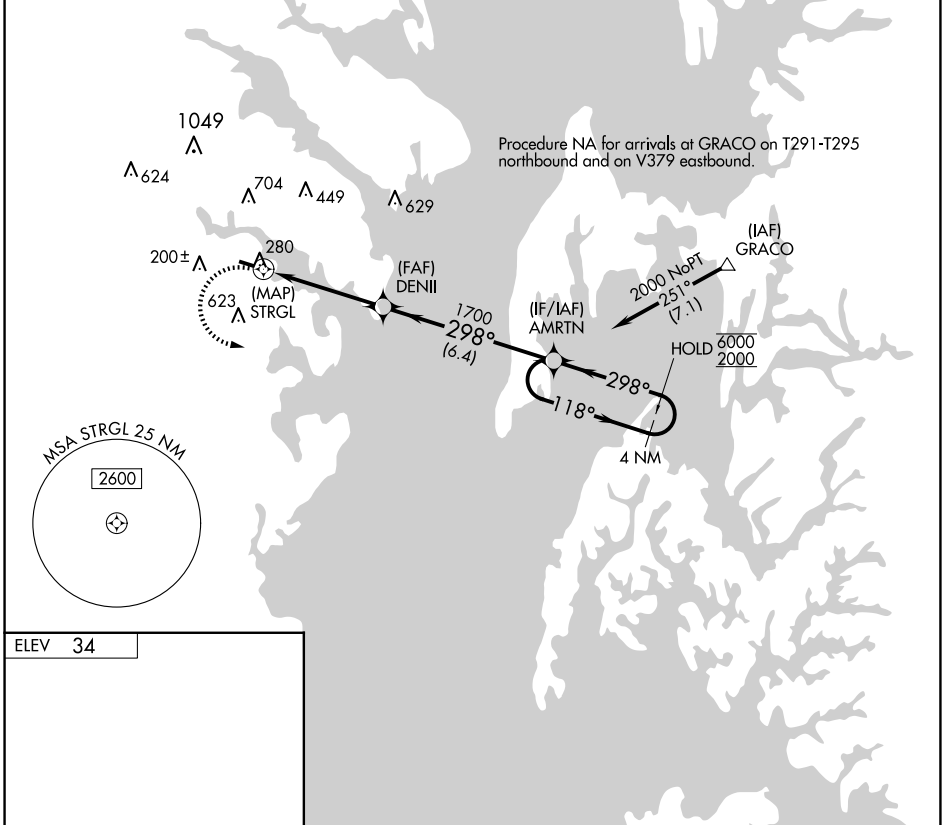 1049
624
704
449
629
Procedure NA for arrivals at GRACO on T291-T295
northbound and on V379 eastbound.
200±
280
(MAP)
STRGL
623
(FAF)
DENII
1700
298°
(6.4)
(IF/IAF)
AMRTN
(IAF)
GRACO
2000 NoPT
251°
(7.1)
HOLD 6000
2000
298°
118°
4 NM
MSA STRGL 25 NM
2600
ELEV 34